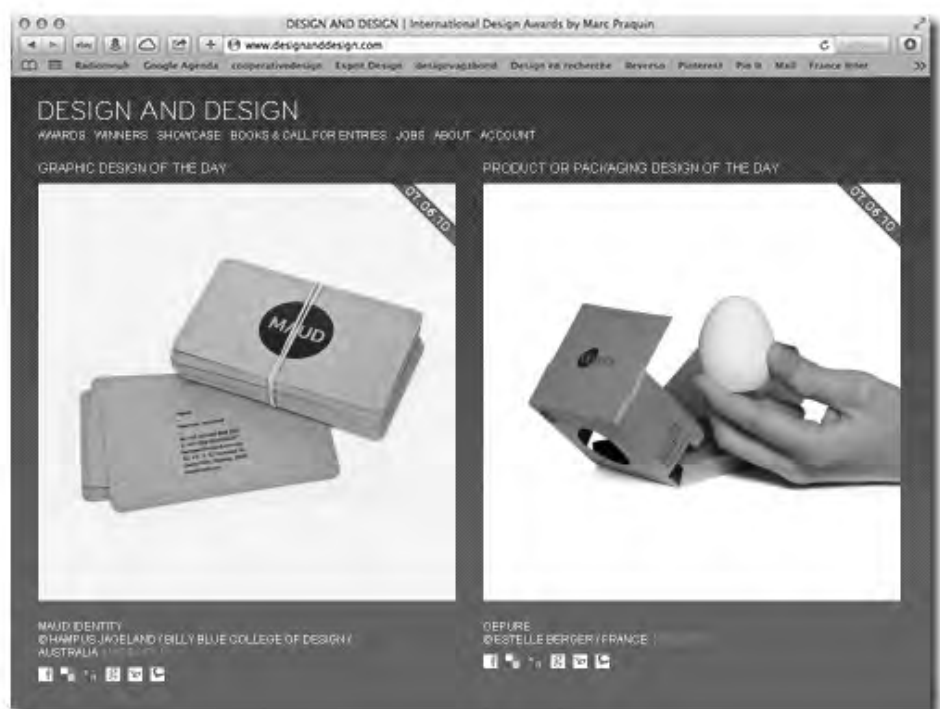 DESIGN AND DESIGN | International Design Awards by Marc Praquin
ebay
www.designanddesign.com
Google Agenda cooperativedesign Esprit Design designvagabond Design en recherche Reverso Pinterest Pin It Mail France Inter
DESIGN AND DESIGN
AWARDS WINNERS SHOWCASE BOOKS & CALL FOR ENTRIES JOBS ABOUT ACCOUNT
GRAPHIC DESIGN OF THE DAY
PRODUCT OR PACKAGING DESIGN OF THE DAY
07.06.10
07.06.10
MAUD
MAUD IDENTITY
© HAMPUS JAGELAND / BILLY BLUE COLLEGE OF DESIGN /
AUSTRALIA
OEPURE
© ESTELLE BERGER / FRANCE